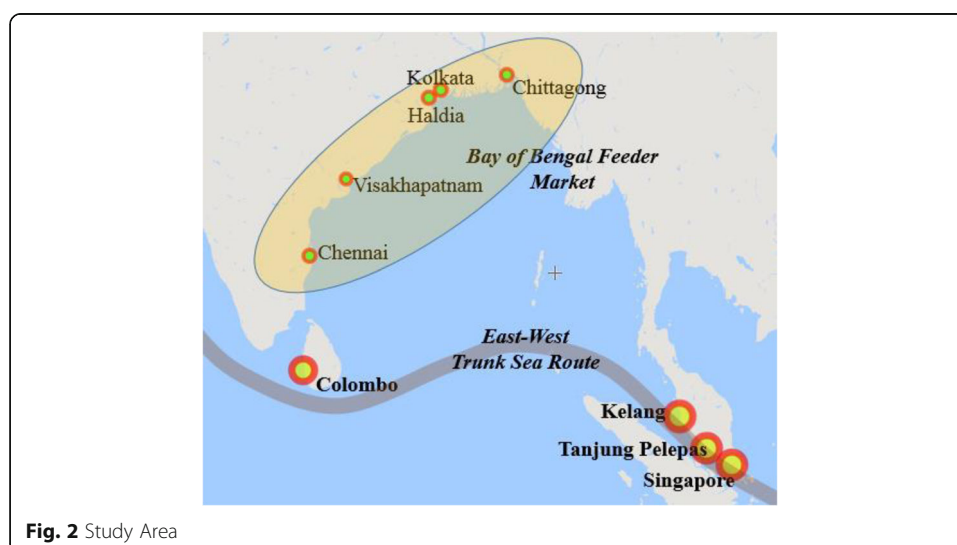 Kolkata
Chittagong
Haldia
Bay of Bengal Feeder
Market
Visakhapatnam
Chennai
East-West
Trunk Sea Route
Colombo
Kelang
Tanjung Pelepas
Singapore
Fig. 2 Study Area